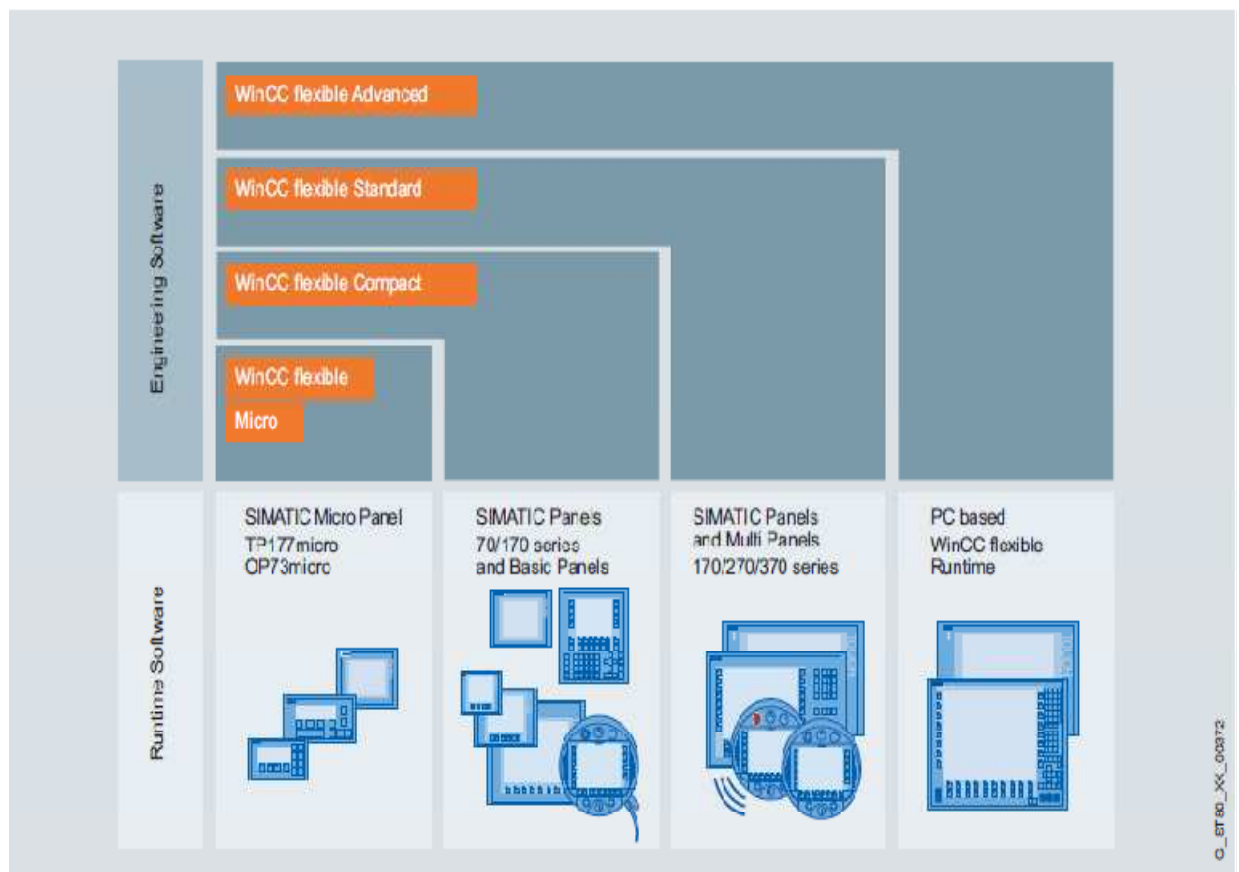 Engineering Software
WinCC flexible Advanced
WinCC flexible Standard
WinCC flexible Compact
WinCC flexible
Micro
Runtime Software
SIMATIC Micro Panel
TP177micro
OP73micro
SIMATIC Panels
70/170 series
and Basic Panels
SIMATIC Panels
and Multi Panels
170/270/370 series
PC based
WinCC flexible
Runtime
G_ST80_XX_00372